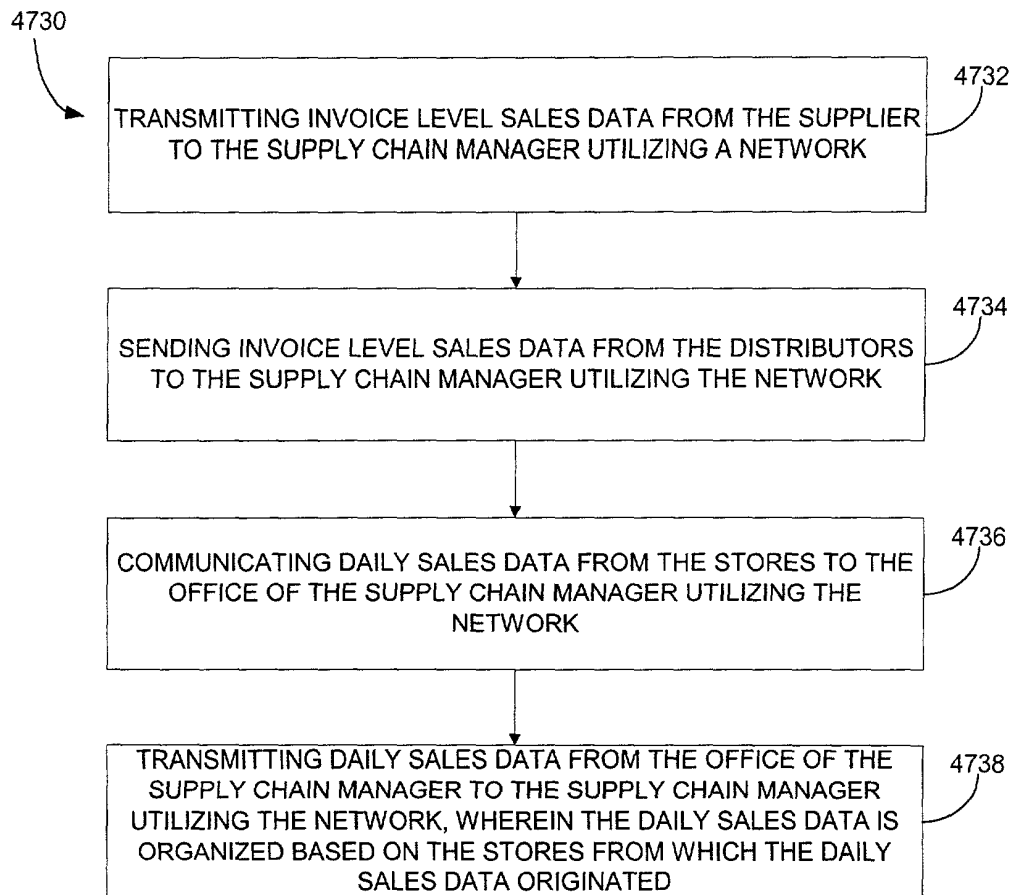 4730
4732
TRANSMITTING INVOICE LEVEL SALES DATA FROM THE SUPPLIER
TO THE SUPPLY CHAIN MANAGER UTILIZING A NETWORK
4734
SENDING INVOICE LEVEL SALES DATA FROM THE DISTRIBUTORS
TO THE SUPPLY CHAIN MANAGER UTILIZING THE NETWORK
4736
COMMUNICATING DAILY SALES DATA FROM THE STORES TO THE
OFFICE OF THE SUPPLY CHAIN MANAGER UTILIZING THE
NETWORK
4738
TRANSMITTING DAILY SALES DATA FROM THE OFFICE OF THE
SUPPLY CHAIN MANAGER TO THE SUPPLY CHAIN MANAGER
UTILIZING THE NETWORK, WHEREIN THE DAILY SALES DATA IS
ORGANIZED BASED ON THE STORES FROM WHICH THE DAILY
SALES DATA ORIGINATED